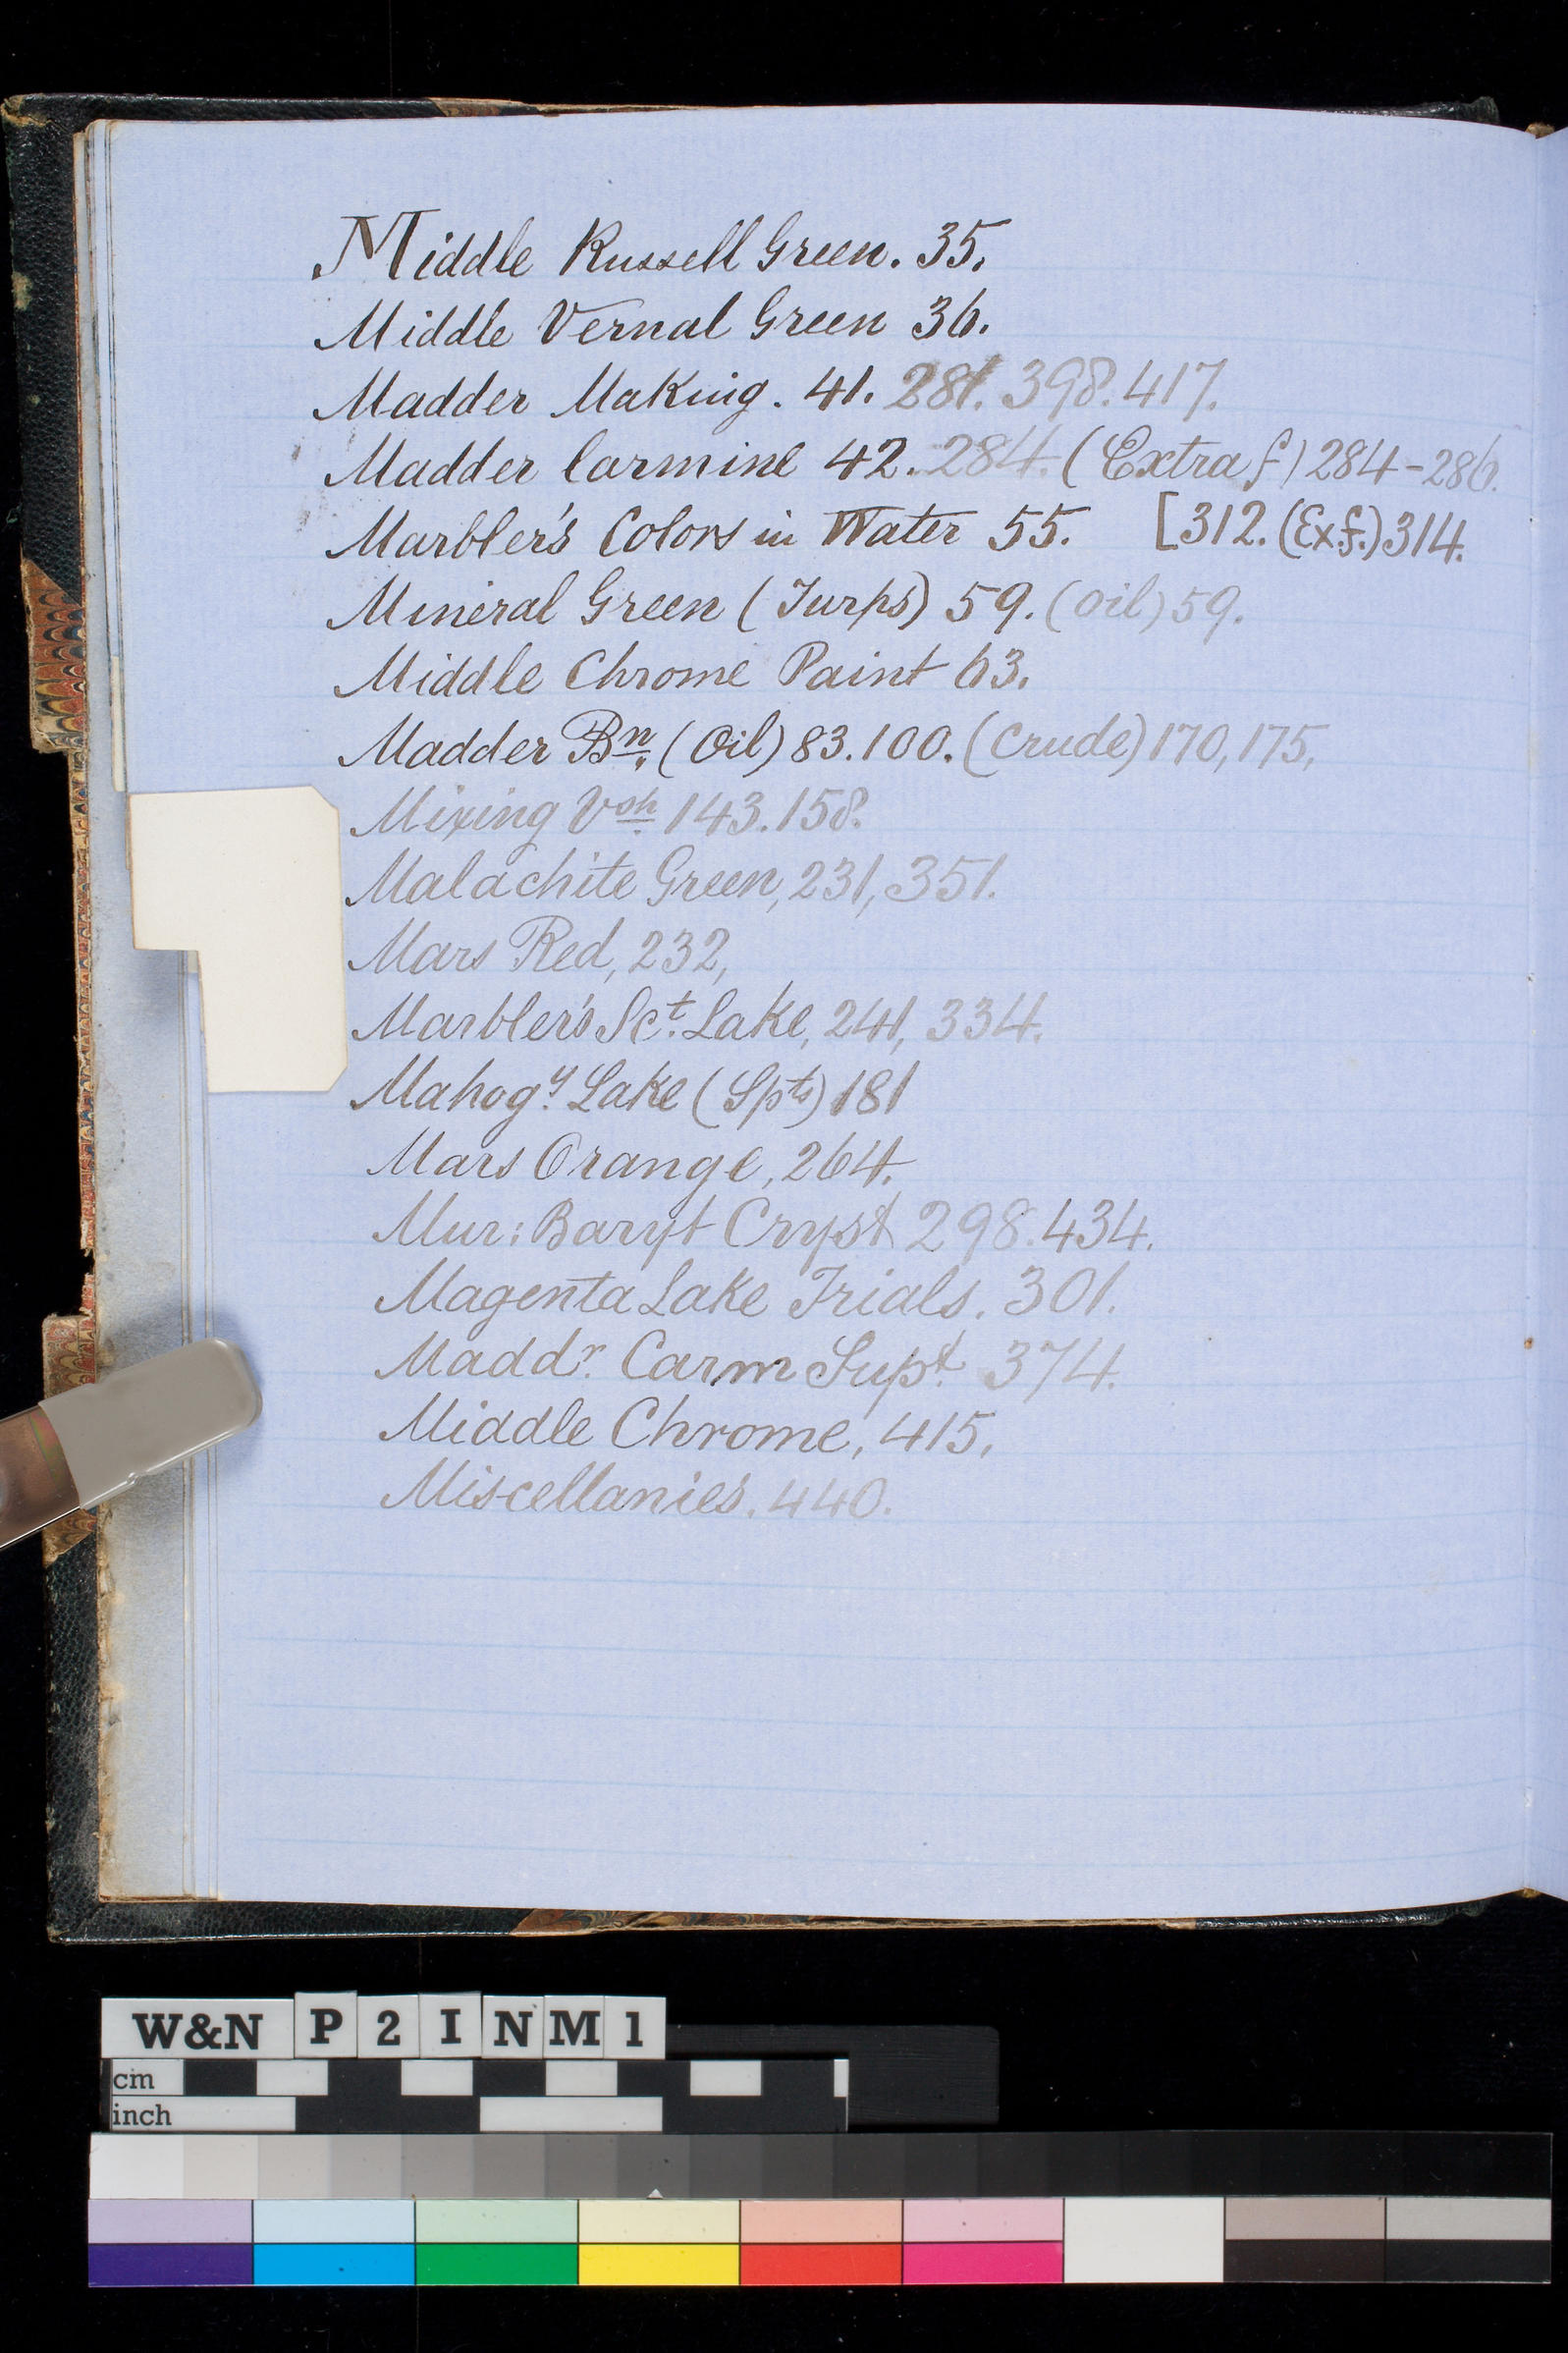 Middle Russell Green. 35.
Middle Vernal Green 36.
Madder Making. 41. 281. 398. 417.
Madder Carmine 42. 284. (Extra f) 284-286.
Marbler's Colors in Water 55. [312. (Ex.f.) 314.
Mineral Green (Turps) 59. (Oil) 59.
Middle Chrome Paint 63.
Madder Bn. (Oil) 83. 100. (Crude) 170, 175,
Mixing Vsh. 143. 158.
Malachite Green, 231, 351.
Mars Red, 232,
Marbler's Sct. Lake, 241, 334.
Mahogy. Lake (Spts) 181
Mars Orange, 264.
Mur: Baryt Cryst 298. 434.
Magenta Lake Trials. 301.
Maddr. Carm Supt. 374.
Middle Chrome, 415,
Miscellanies. 440.
W&N P 2 I N M 1
cm
inch